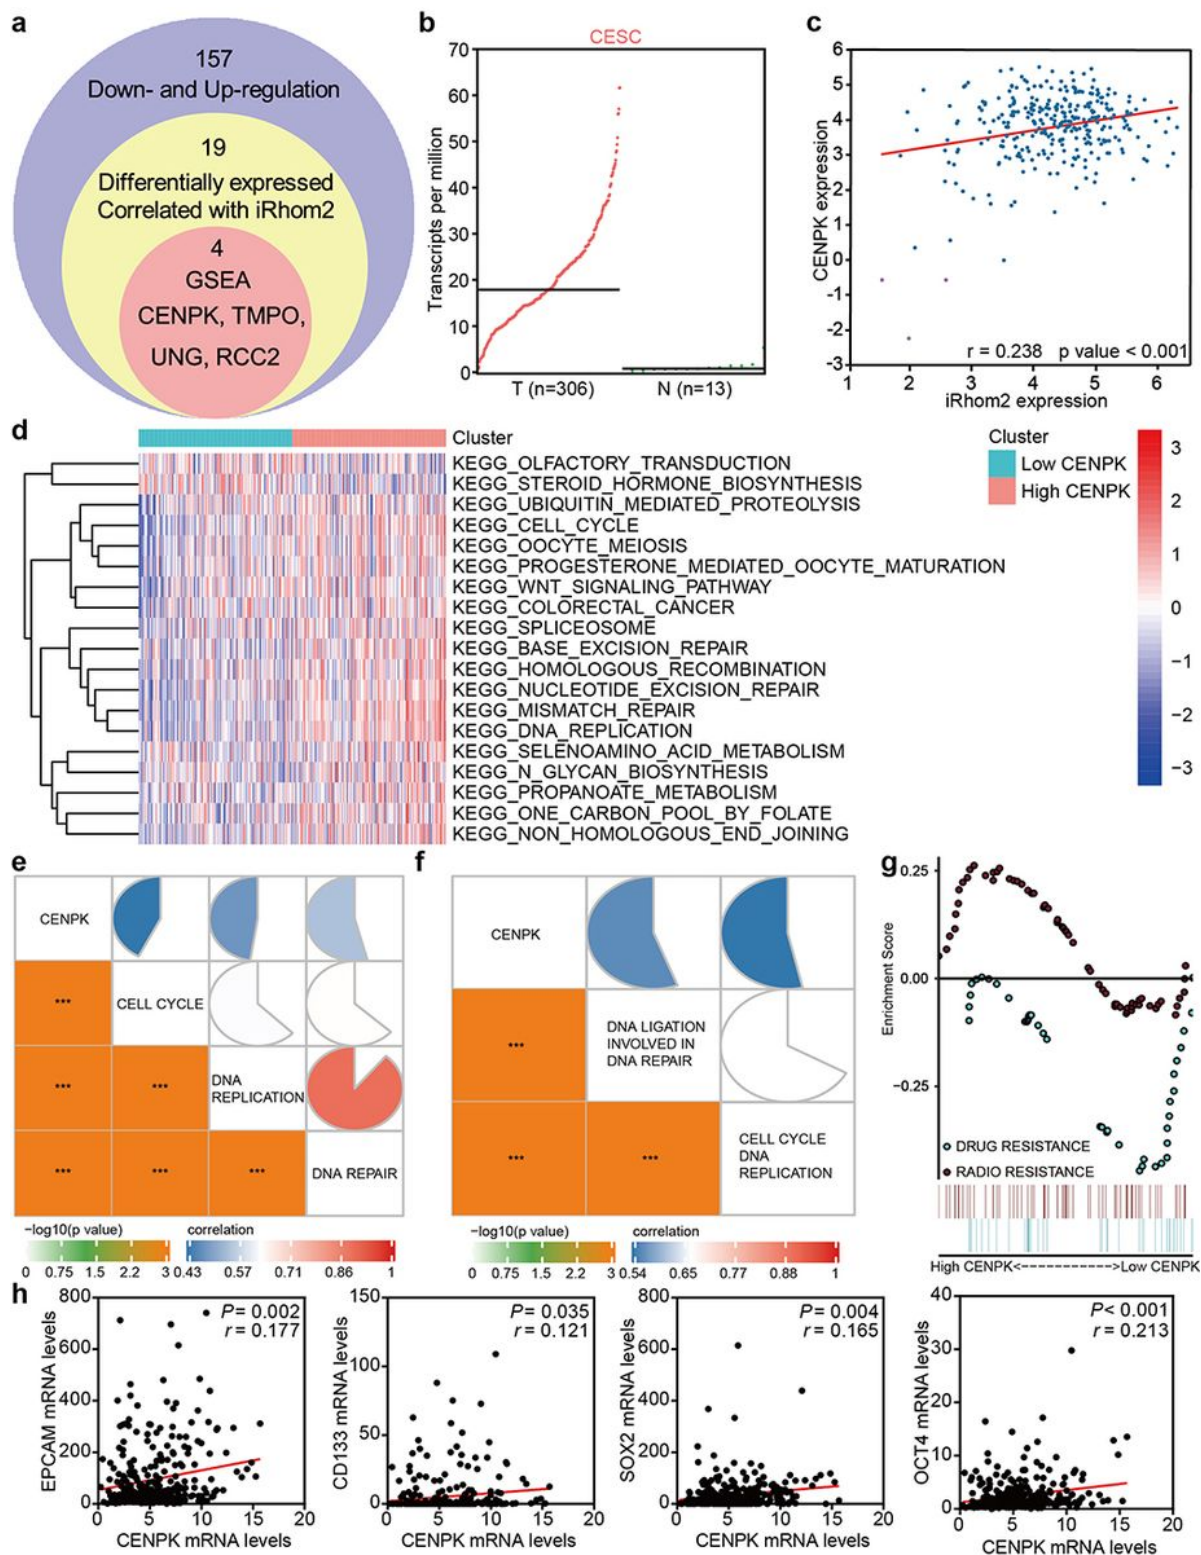 a
157
Down- and Up-regulation
19
Differentially expressed
Correlated with iRhom2
4
GSEA
CENPK, TMPO,
UNG, RCC2
b
CESC
Transcripts per million
70
60
50
40
30
20
10
0
T (n=306)
N (n=13)
c
CENPK expression
6
5
4
3
2
1
0
-1
-2
-3
r = 0.238 p value < 0.001
1 2 3 4 5 6
iRhom2 expression
d
Cluster
KEGG_OLFACTORY_TRANSDUCTION
KEGG_STEROID_HORMONE_BIOSYNTHESIS
KEGG_UBIQUITIN_MEDIATED_PROTEOLYSIS
KEGG_CELL_CYCLE
KEGG_OOCYTE_MEIOSIS
KEGG_PROGESTERONE_MEDIATED_OOCYTE_MATURATION
KEGG_WNT_SIGNALING_PATHWAY
KEGG_COLORECTAL_CANCER
KEGG_SPLICEOSOME
KEGG_BASE_EXCISION_REPAIR
KEGG_HOMOLOGOUS_RECOMBINATION
KEGG_NUCLEOTIDE_EXCISION_REPAIR
KEGG_MISMATCH_REPAIR
KEGG_DNA_REPLICATION
KEGG_SELENOAMINO_ACID_METABOLISM
KEGG_N_GLYCAN_BIOSYNTHESIS
KEGG_PROPANOATE_METABOLISM
KEGG_ONE_CARBON_POOL_BY_FOLATE
KEGG_NON_HOMOLOGOUS_END_JOINING
Cluster
Low CENPK
High CENPK
3
2
1
0
−1
−2
−3
e
CENPK
***
CELL CYCLE
*** ***
DNA
REPLICATION
*** *** ***
DNA REPAIR
−log10(p value)
0 0.75 1.5 2.2 3
correlation
0.43 0.57 0.71 0.86 1
f
CENPK
***
DNA LIGATION
INVOLVED IN
DNA REPAIR
*** ***
CELL CYCLE
DNA
REPLICATION
−log10(p value)
0 0.75 1.5 2.2 3
correlation
0.54 0.65 0.77 0.88 1
g
Enrichment Score
0.25
0.00
−0.25
DRUG RESISTANCE
RADIO RESISTANCE
High CENPK<------------>Low CENPK
h
EPCAM mRNA levels
800
600
400
200
0
P= 0.002
r = 0.177
0 5 10 15 20
CENPK mRNA levels
CD133 mRNA levels
150
100
50
0
P= 0.035
r = 0.121
0 5 10 15 20
CENPK mRNA levels
SOX2 mRNA levels
800
600
400
200
0
P= 0.004
r = 0.165
0 5 10 15 20
CENPK mRNA levels
OCT4 mRNA levels
40
30
20
10
0
P< 0.001
r = 0.213
0 5 10 15 20
CENPK mRNA levels